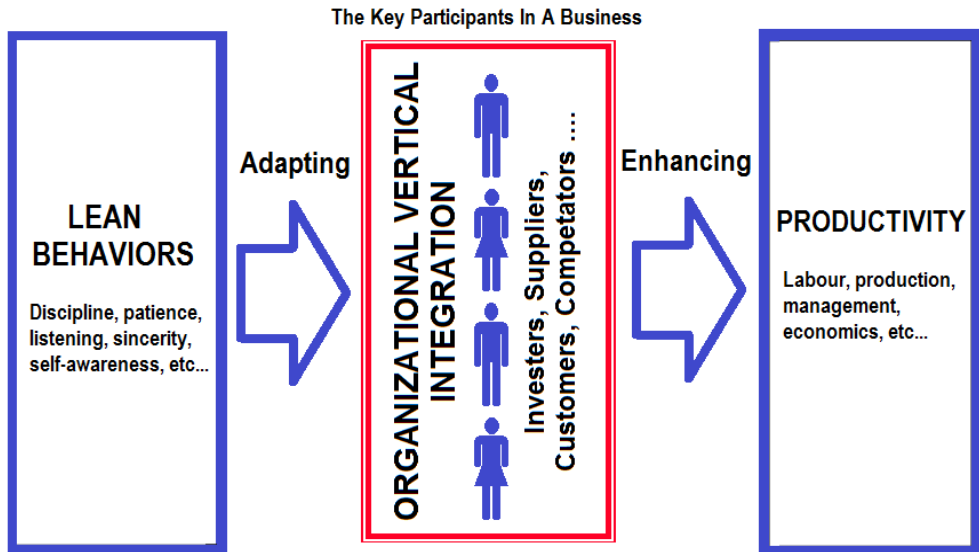 The Key Participants In A Business
LEAN
BEHAVIORS
Discipline, patience,
listening, sincerity,
self-awareness, etc...
Adapting
ORGANIZATIONAL VERTICAL
INTEGRATION
Investers, Suppliers,
Customers, Competators ....
Enhancing
PRODUCTIVITY
Labour, production,
management,
economics, etc...